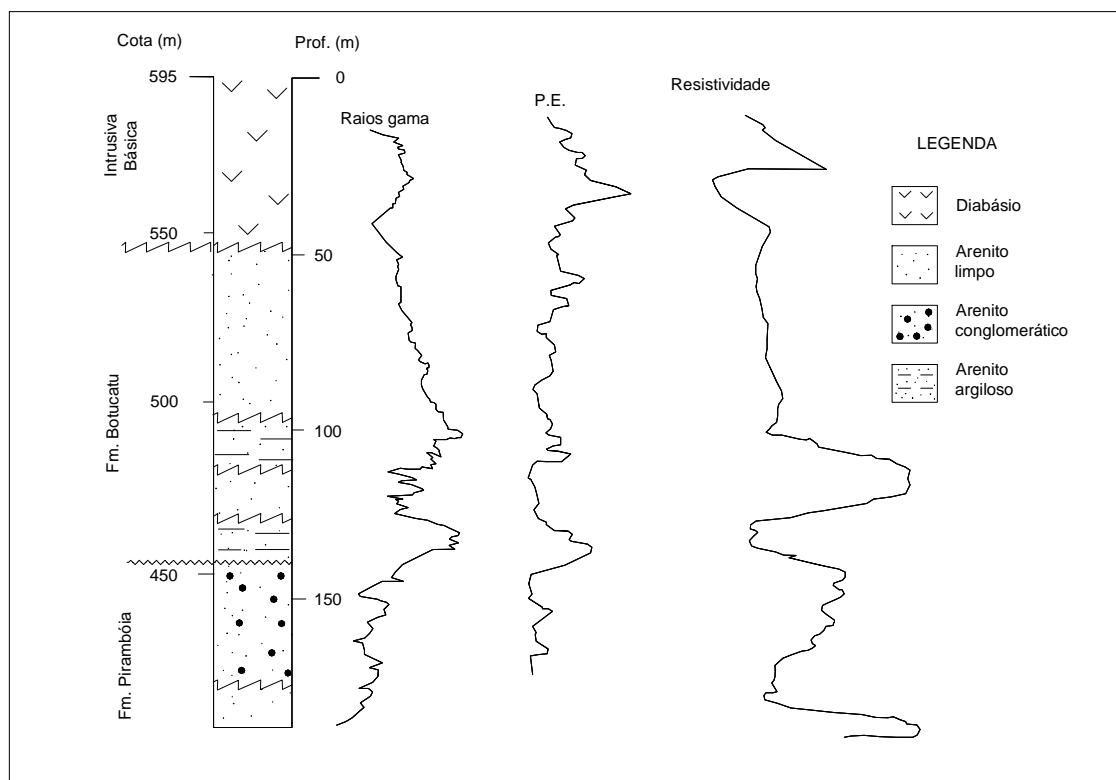 Cota (m)
Prof. (m)
595
0
Resistividade
P.E.
Raios gama
Intrusiva
Básica
LEGENDA
Diabásio
550
50
Arenito
limpo
Arenito
conglomerático
Arenito
argiloso
500
100
Fm. Botucatu
450
150
Fm. Pirambóia